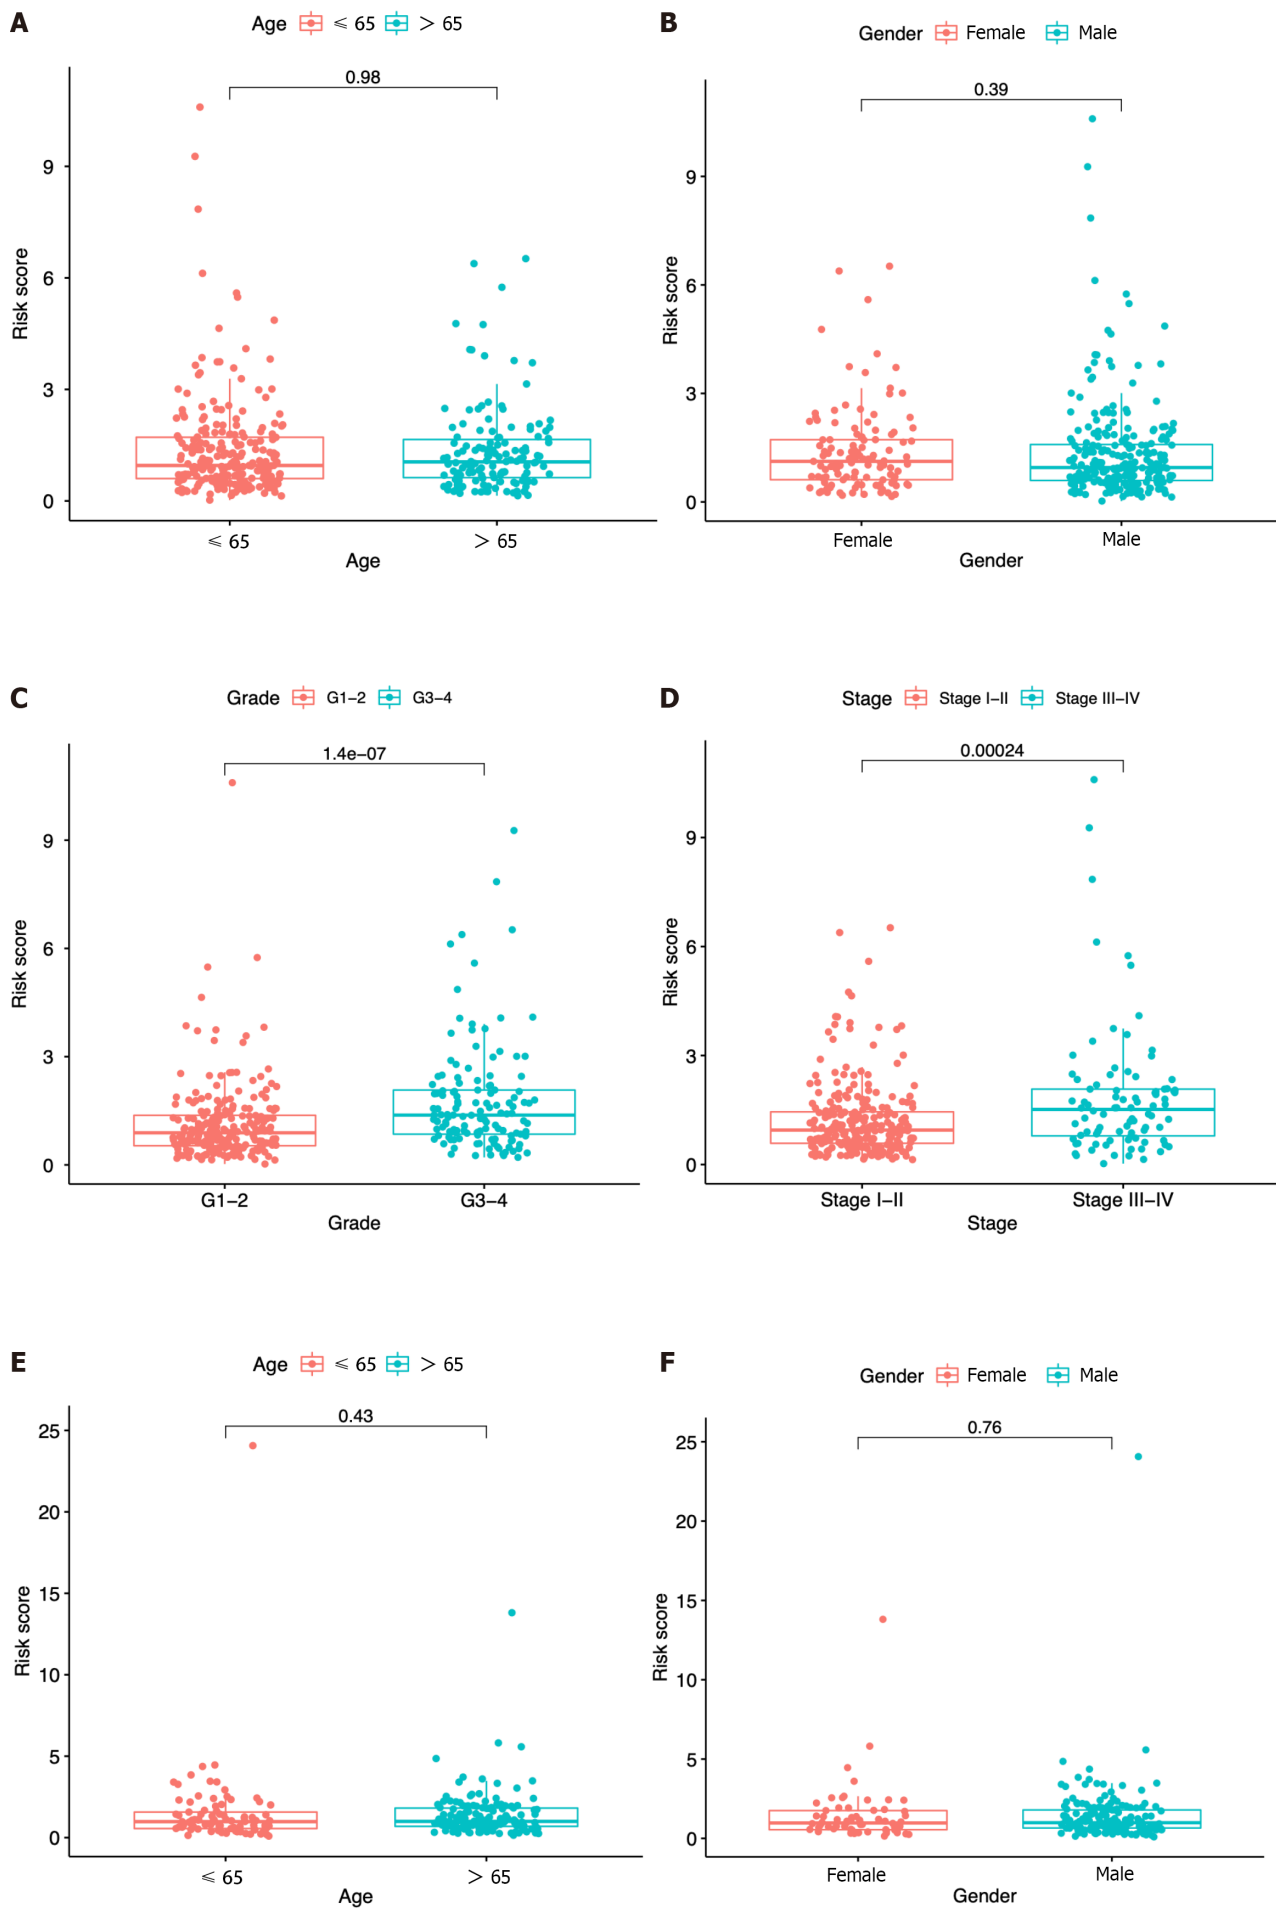 A
Age ≤ 65 > 65
0.98
9
6
3
0
Risk score
≤ 65 > 65
Age
B
Gender Female Male
0.39
9
6
3
0
Risk score
Female Male
Gender
C
Grade G1–2 G3–4
1.4e–07
9
6
3
0
Risk score
G1–2 G3–4
Grade
D
Stage Stage I–II Stage III–IV
0.00024
9
6
3
0
Risk score
Stage I–II Stage III–IV
Stage
E
Age ≤ 65 > 65
0.43
25
20
15
10
5
0
Risk score
≤ 65 > 65
Age
F
Gender Female Male
0.76
25
20
15
10
5
0
Risk score
Female Male
Gender